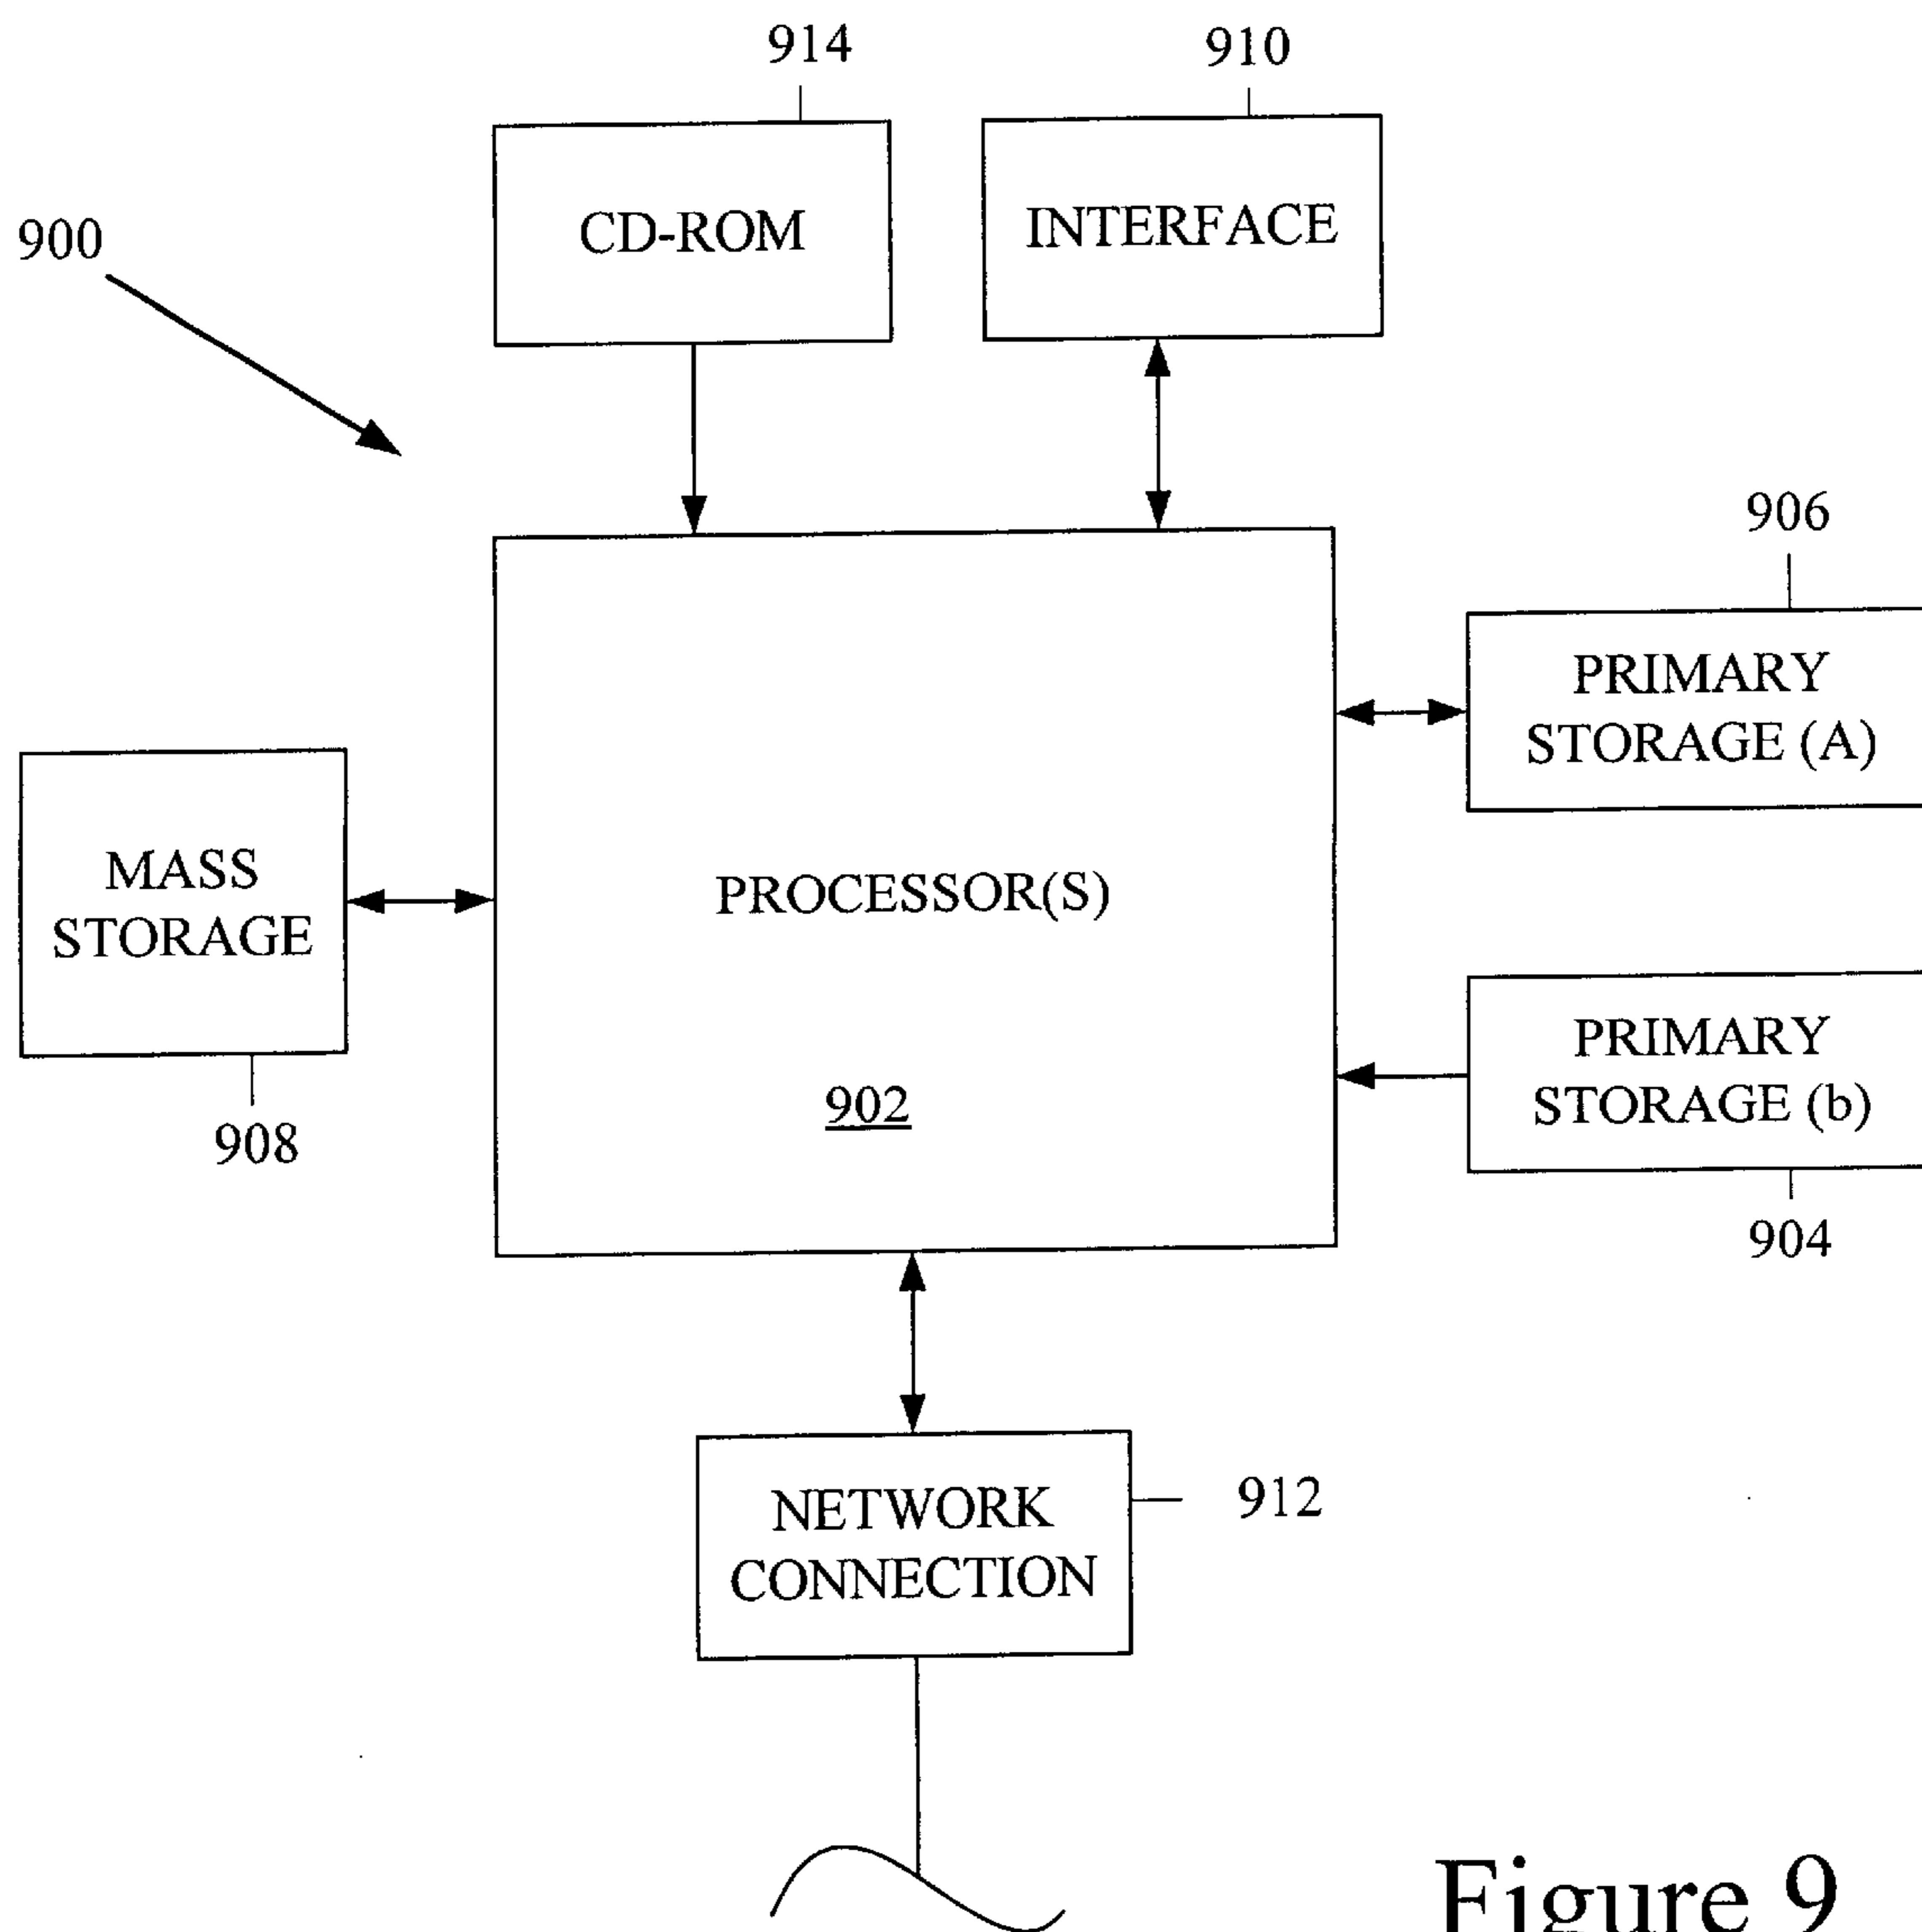 914
910
900
CD-ROM
INTERFACE
906
PRIMARY
STORAGE (A)
MASS
STORAGE
908
PROCESSOR(S)
902
PRIMARY
STORAGE (b)
904
NETWORK
CONNECTION
912
Figure 9